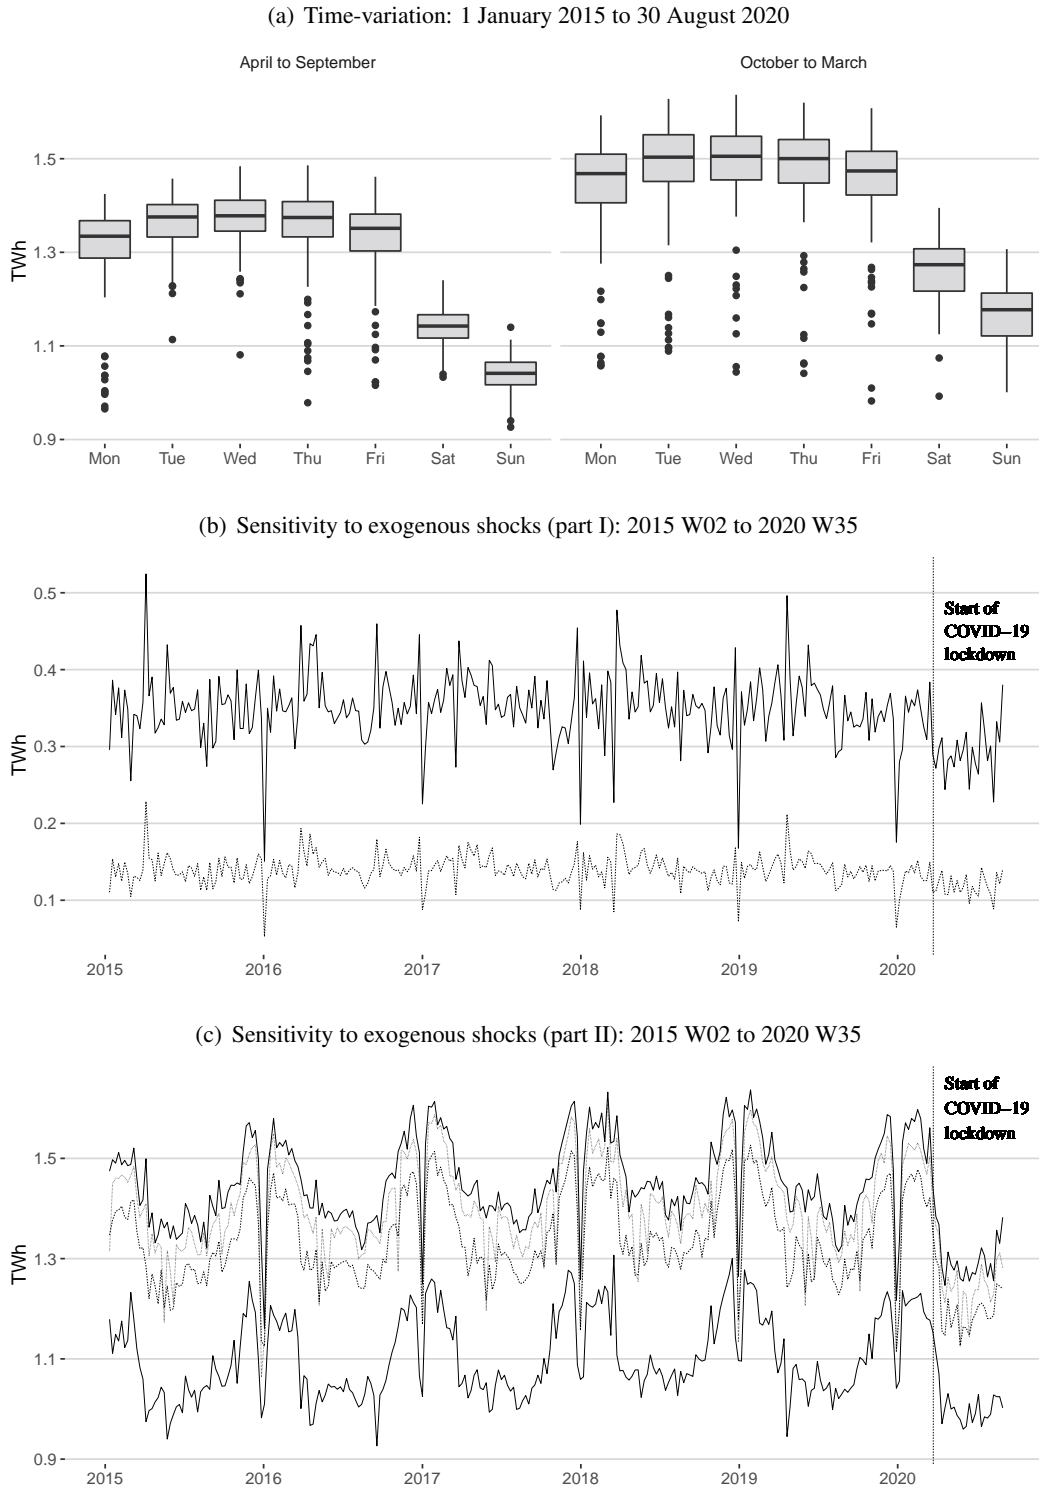 (a) Time-variation: 1 January 2015 to 30 August 2020
April to September October to March
TWh
1.5
1.3
1.1
0.9
Mon Tue Wed Thu Fri Sat Sun Mon Tue Wed Thu Fri Sat Sun
(b) Sensitivity to exogenous shocks (part I): 2015 W02 to 2020 W35
TWh
0.5
0.4
0.3
0.2
0.1
Start of
COVID−19
lockdown
2015 2016 2017 2018 2019 2020
(c) Sensitivity to exogenous shocks (part II): 2015 W02 to 2020 W35
TWh
1.5
1.3
1.1
0.9
Start of
COVID−19
lockdown
2015 2016 2017 2018 2019 2020